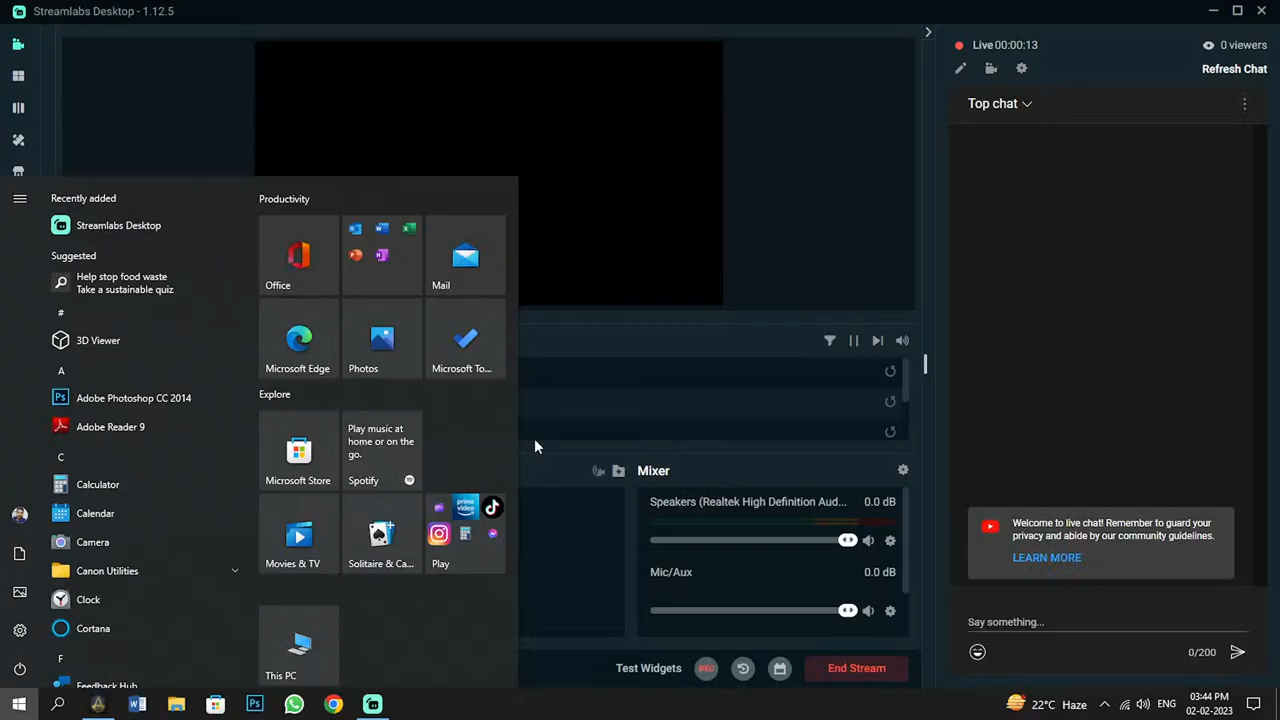 Streamlabs Desktop - 1.12.5
Live 00:00:13
0 viewers
Refresh Chat
Top chat
Recently added
Streamlabs Desktop
Suggested
Help stop food waste
Take a sustainable quiz
#
3D Viewer
A
Adobe Photoshop CC 2014
Adobe Reader 9
C
Calculator
Calendar
Camera
Canon Utilities
Clock
Cortana
F
Feedback Hub
Productivity
Office
Mail
Microsoft Edge
Photos
Microsoft To...
Explore
Microsoft Store
Play music at
home or on the
go.
Spotify
prime
video
Movies & TV
Solitaire & Ca...
Play
This PC
Mixer
Speakers (Realtek High Definition Aud...
0.0 dB
Mic/Aux
0.0 dB
Test Widgets
REC
End Stream
Welcome to live chat! Remember to guard your
privacy and abide by our community guidelines.
LEARN MORE
Say something...
0/200
22°C Haze
ENG
03:44 PM
02-02-2023